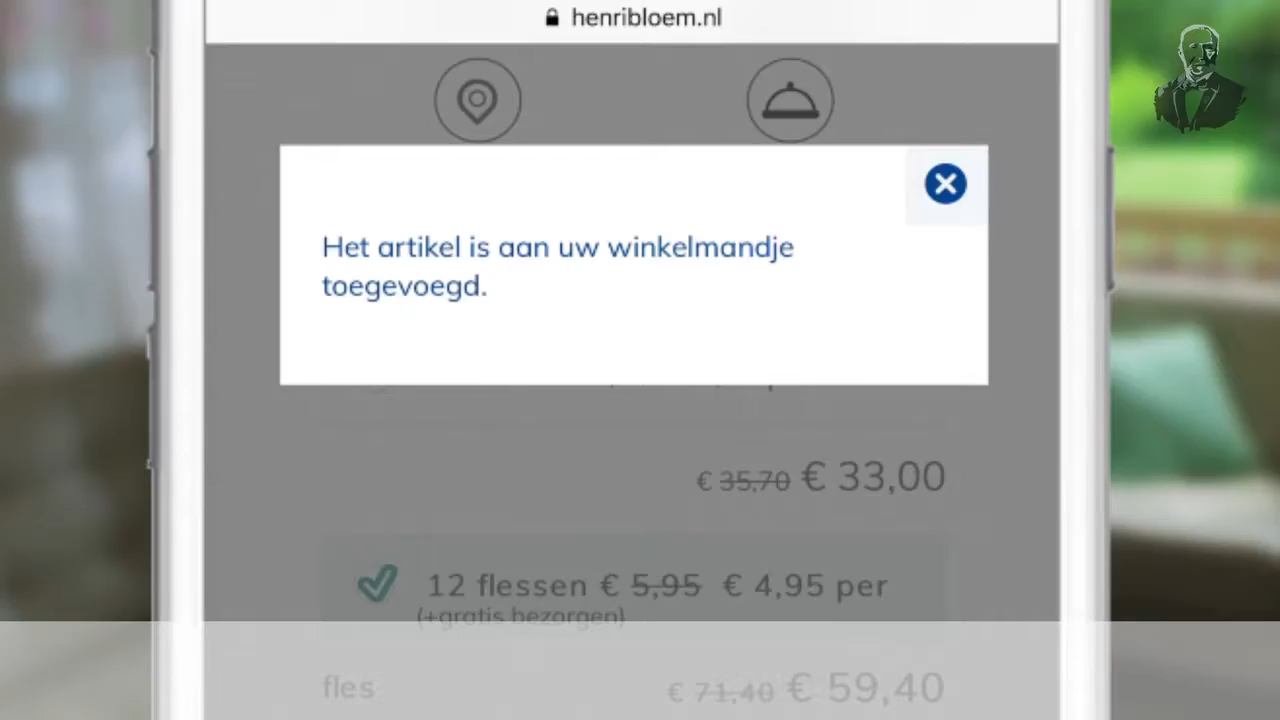 henribloem.nl
Het artikel is aan uw winkelmandje
toegevoegd.
€ 35,70 € 33,00
12 flessen € 5,95 € 4,95 per
(+gratis bezorgen)
fles € 71,40 € 59,40